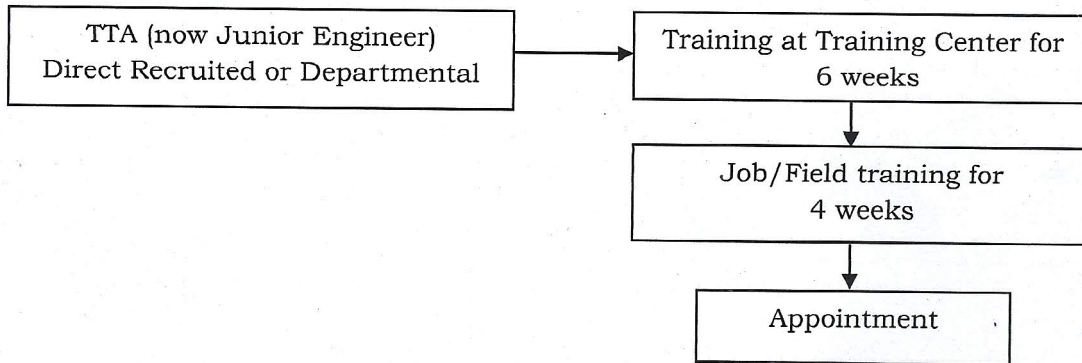 TTA (now Junior Engineer)
Direct Recruited or Departmental
Training at Training Center for
6 weeks
Job/Field training for
4 weeks
Appointment